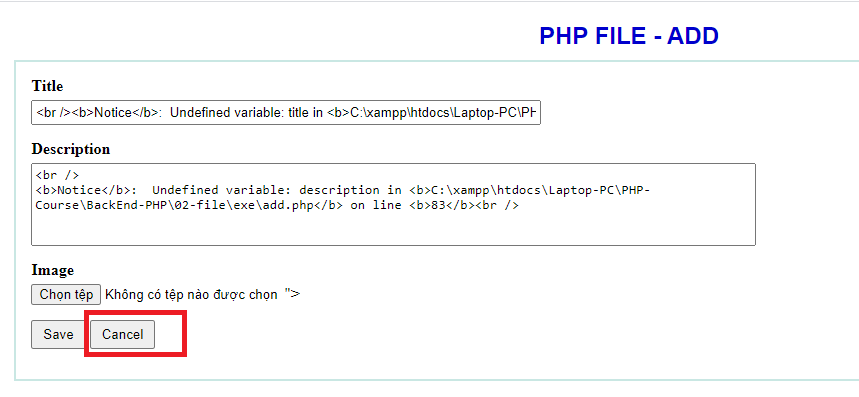 PHP FILE - ADD
Title
<br /><b>Notice</b>:  Undefined variable: title in <b>C:\xampp\htdocs\Laptop-PC\PH
Description
<br />
<b>Notice</b>:  Undefined variable: description in <b>C:\xampp\htdocs\Laptop-PC\PHP-
Course\BackEnd-PHP\02-file\exe\add.php</b> on line <b>83</b><br />
Image
Chọn tệp Không có tệp nào được chọn ">
Save Cancel